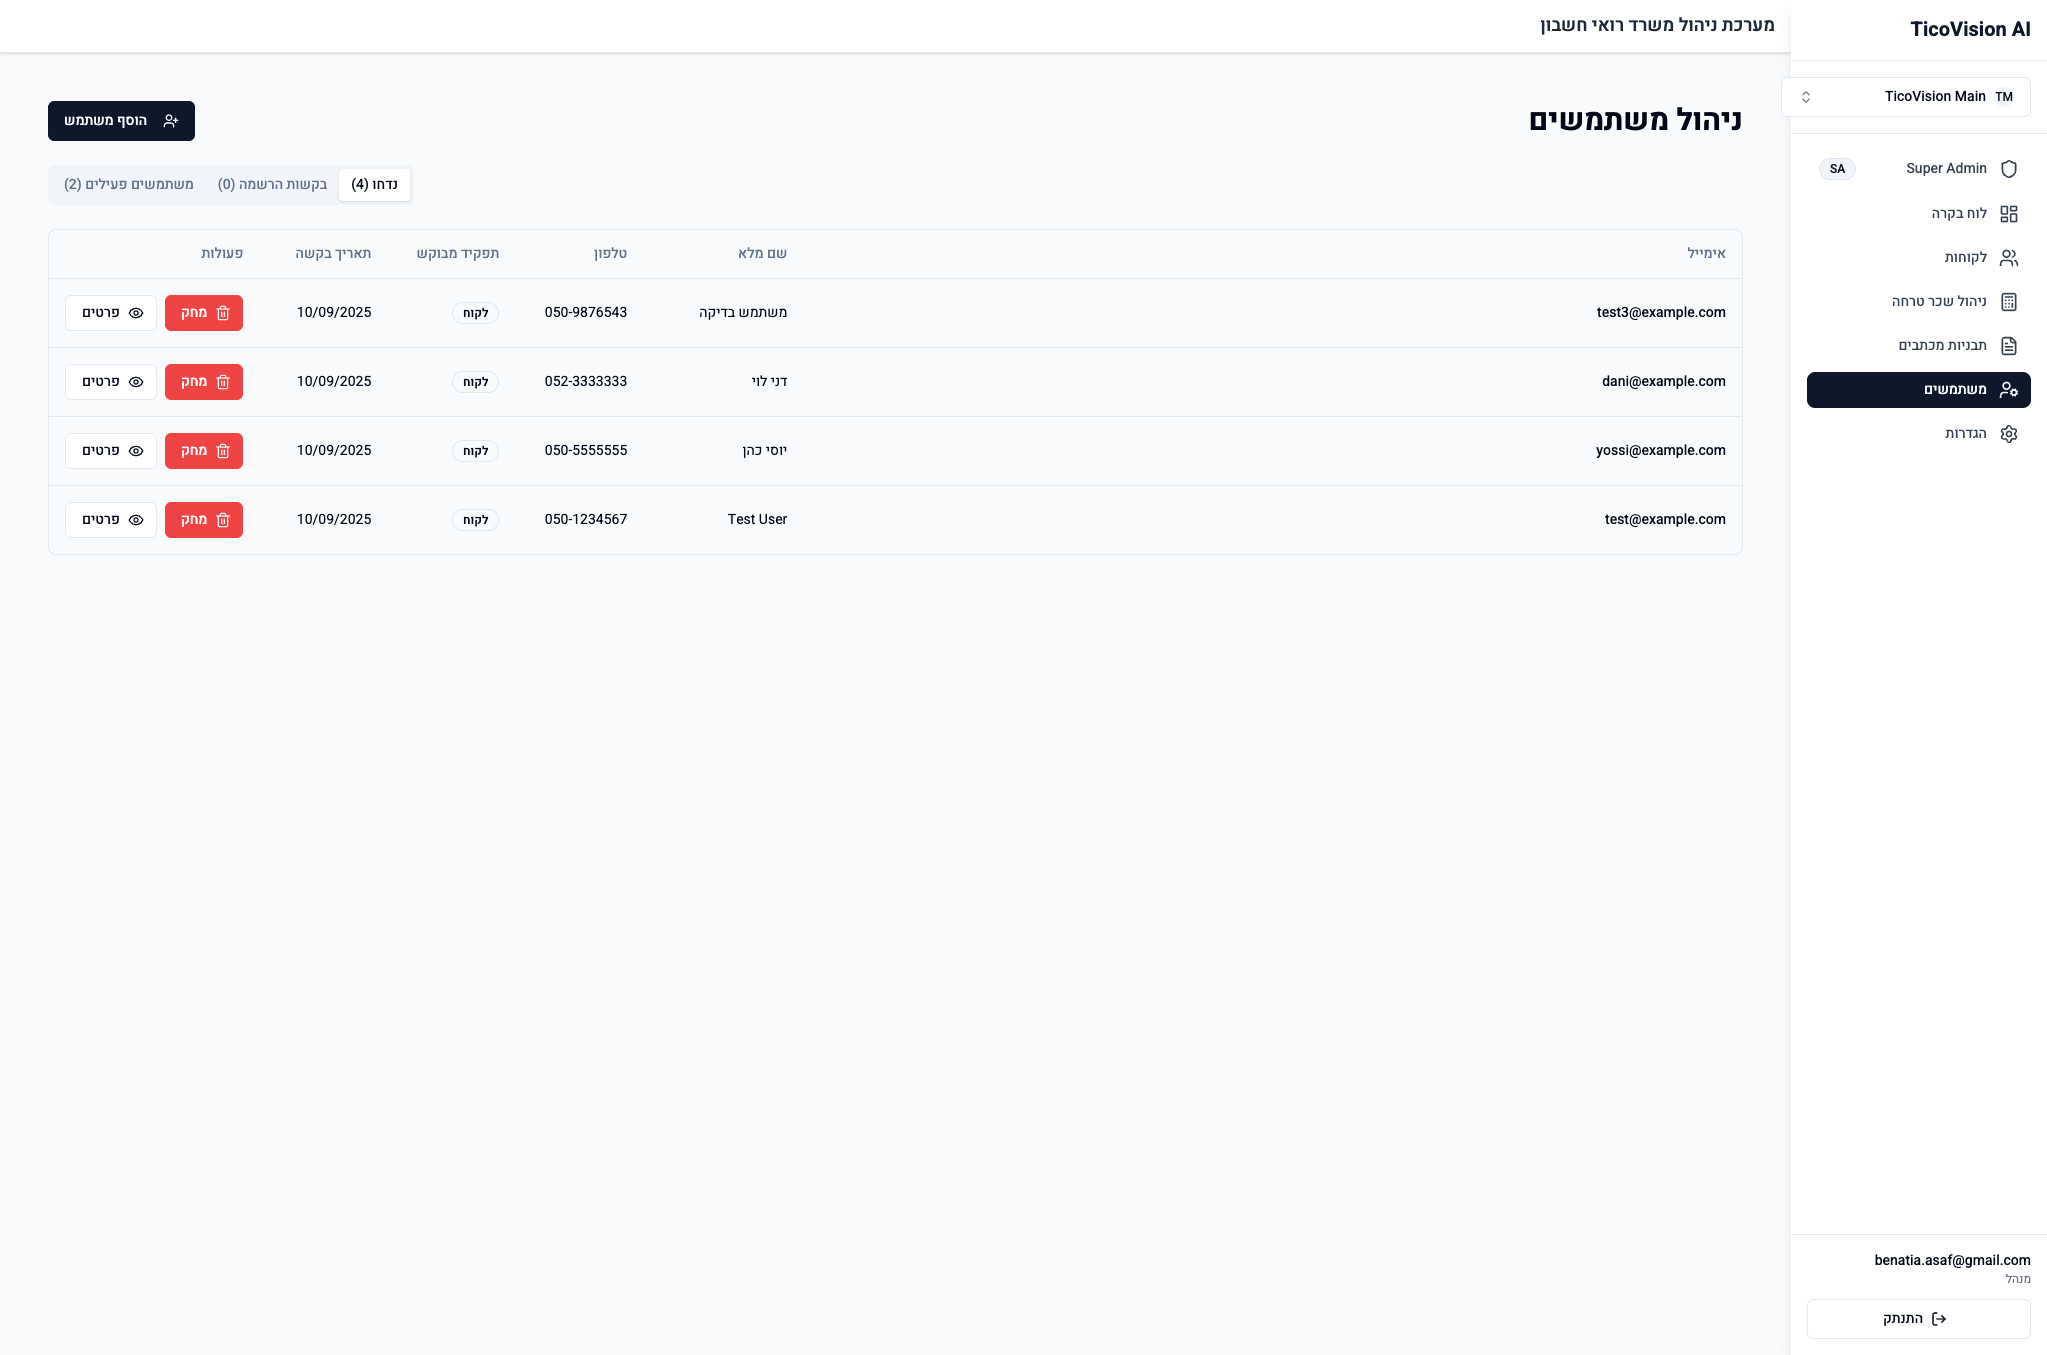 TicoVision AI
TM TicoVision Main
Super Admin SA
לוח בקרה
לקוחות
ניהול שכר טרחה
תבניות מכתבים
משתמשים
הגדרות
benatia.asaf@gmail.com
מנהל
התנתק
מערכת ניהול משרד רואי חשבון
ניהול משתמשים
הוסף משתמש
נדחו (4) בקשות הרשמה (0) משתמשים פעילים (2)
אימייל שם מלא טלפון תפקיד מבוקש תאריך בקשה פעולות
test3@example.com משתמש בדיקה 050-9876543 לקוח 10/09/2025 מחק פרטים
dani@example.com דני לוי 052-3333333 לקוח 10/09/2025 מחק פרטים
yossi@example.com יוסי כהן 050-5555555 לקוח 10/09/2025 מחק פרטים
test@example.com Test User 050-1234567 לקוח 10/09/2025 מחק פרטים